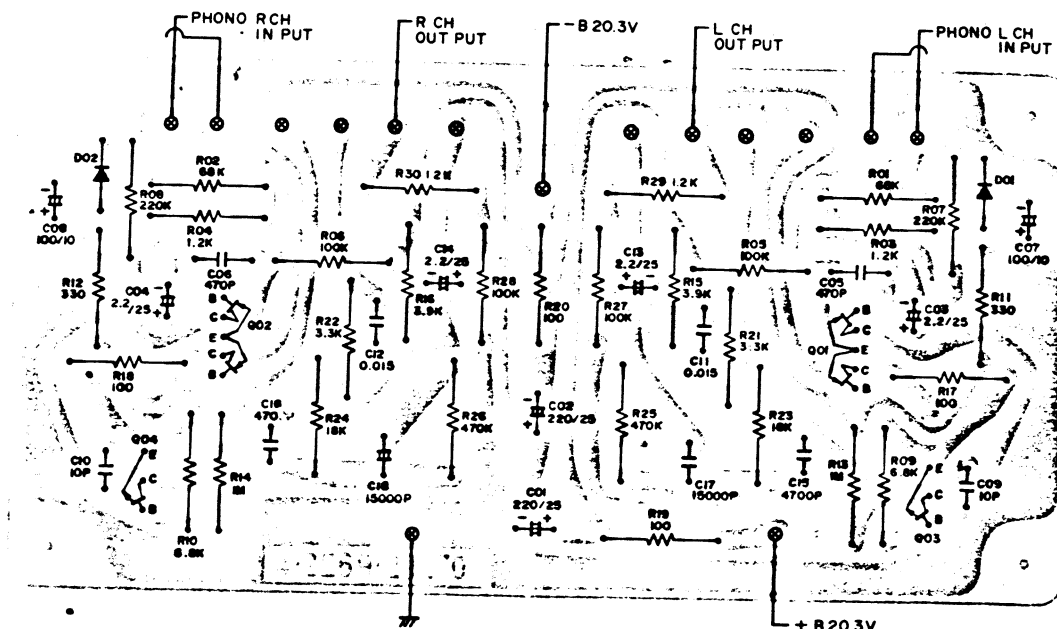 PHONO R CH
IN PUT
R CH
OUT PUT
-B 20.3V
L CH
OUT PUT
PHONO L CH
IN PUT
D02
R02
68K
R08
220K
C08
100/10
R04
1.2K
R30 1.2K
R29 1.2K
R01
68K
R07
220K
D01
R03
1.2K
C07
100/10
R12
330
C04
2.2/25
C06
470P
R06
100K
C14
2.2/25
R16
3.9K
R28
100K
R20
100
R27
100K
C13
2.2/25
R15
3.9K
R05
100K
C05
470P
C03
2.2/25
R11
330
B
C
E
C
B
Q02
R22
3.3K
C12
0.015
C11
0.015
R21
3.3K
Q01
B
C
E
C
B
R18
100
R17
100
C10
10P
Q04
E
C
B
R10
6.8K
R14
1M
470
R24
18K
15000P
R26
470K
C02
220/25
C01
220/25
R25
470K
C17
15000P
R19
100
R23
18K
C15
4700P
R13
1M
R09
6.8K
E
C
B
Q03
C09
10P
+B 20.3V